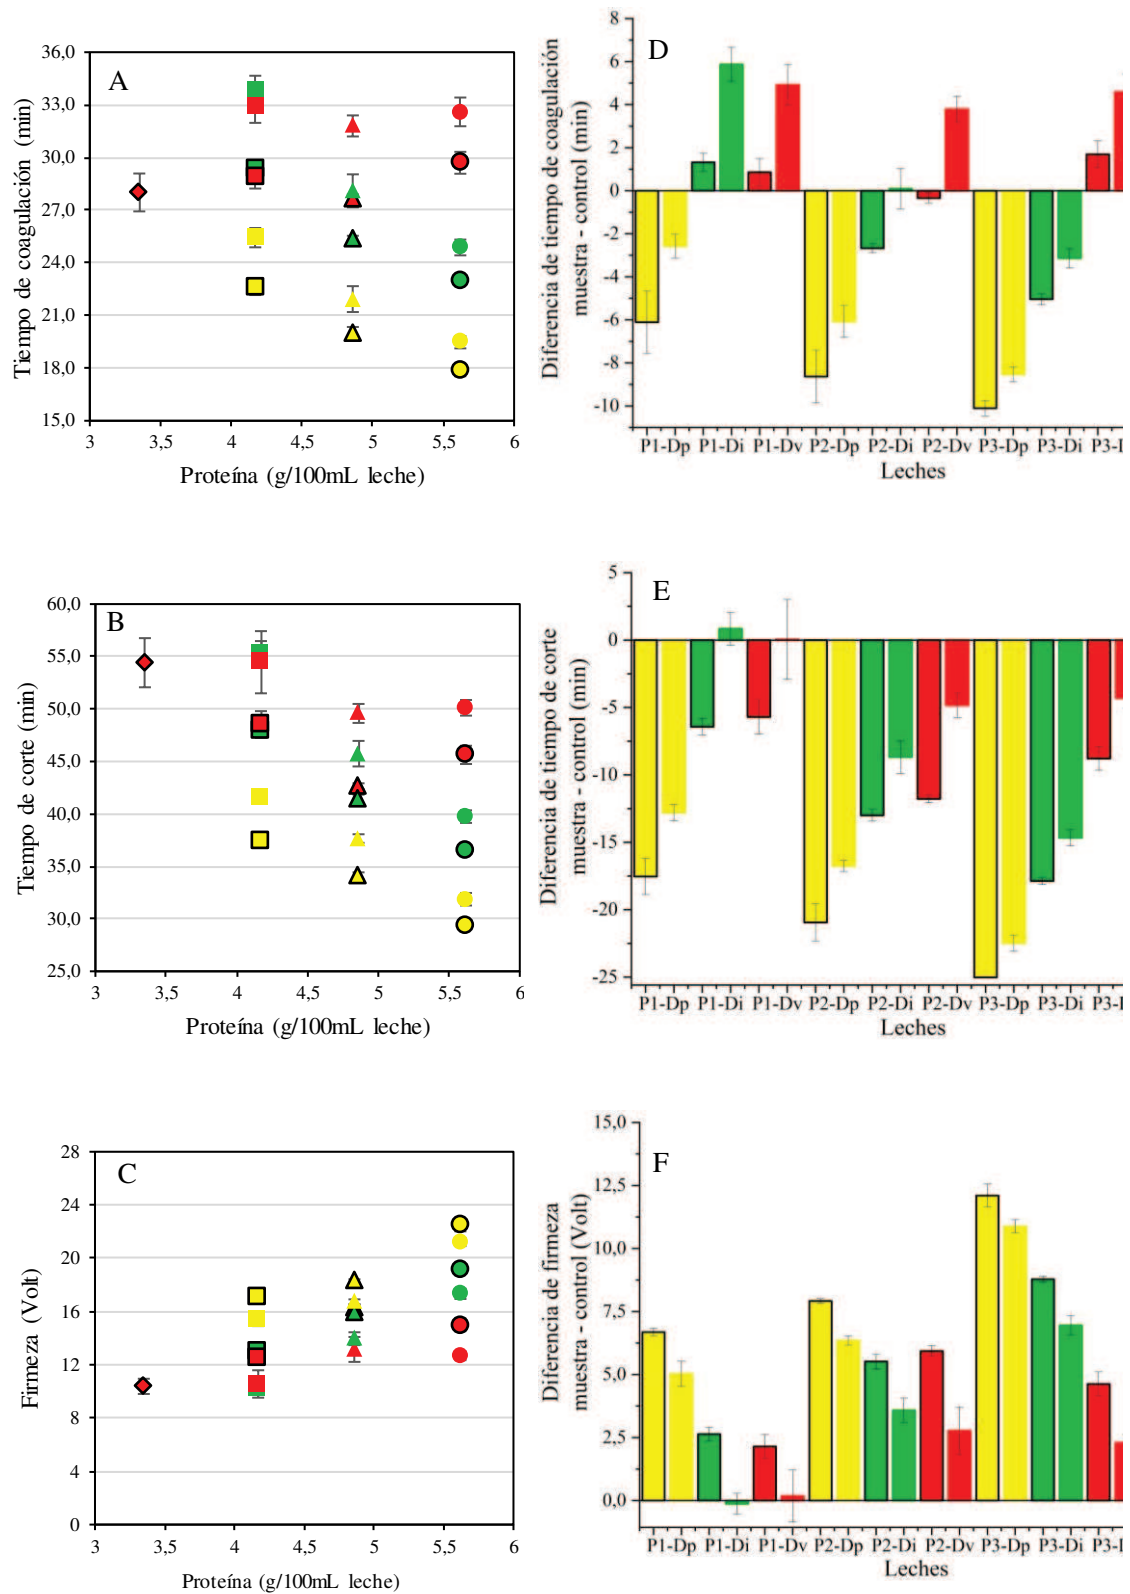 A
Tiempo de coagulación (min)
36,0
33,0
30,0
27,0
24,0
21,0
18,0
15,0
3 3,5 4 4,5 5 5,5 6
Proteína (g/100mL leche)
D
Diferencia de tiempo de coagulación
muestra - control (min)
8
6
4
2
0
-2
-4
-6
-8
-10
P1-Dp P1-Di P1-Dv P2-Dp P2-Di P2-Dv P3-Dp P3-Di P3-D
Leches
B
Tiempo de corte (min)
60,0
55,0
50,0
45,0
40,0
35,0
30,0
25,0
3 3,5 4 4,5 5 5,5 6
Proteína (g/100mL leche)
E
Diferencia de tiempo de corte
muestra - control (min)
5
0
-5
-10
-15
-20
-25
P1-Dp P1-Di P1-Dv P2-Dp P2-Di P2-Dv P3-Dp P3-Di P3-D
Leches
C
Firmeza (Volt)
28
24
20
16
12
8
4
0
3 3,5 4 4,5 5 5,5 6
Proteína (g/100mL leche)
F
Diferencia de firmeza
muestra - control (Volt)
15,0
12,5
10,0
7,5
5,0
2,5
0,0
P1-Dp P1-Di P1-Dv P2-Dp P2-Di P2-Dv P3-Dp P3-Di P3-D
Leches